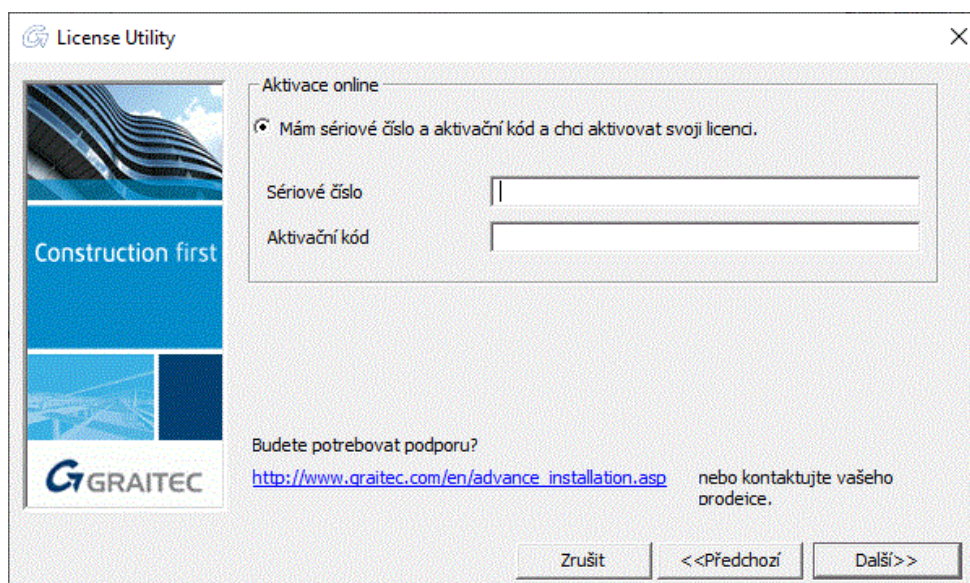 License Utility
Aktivace online
Mám sériové číslo a aktivační kód a chci aktivovat svoji licenci.
Sériové číslo
Aktivační kód
Construction first
Budete potrebovat podporu?
http://www.graitec.com/en/advance_installation.asp nebo kontaktujte vašeho
prodejce.
GRAITEC
Zrušit <<Předchozí Další>>